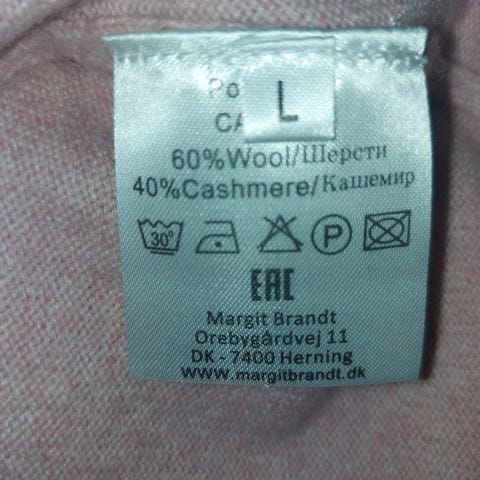 L
60%Wool/Шерсти
40%Cashmere/Кашемир
30°
P
EAC
Margit Brandt
Orebygårdvej 11
DK - 7400 Herning
www.margitbrandt.dk